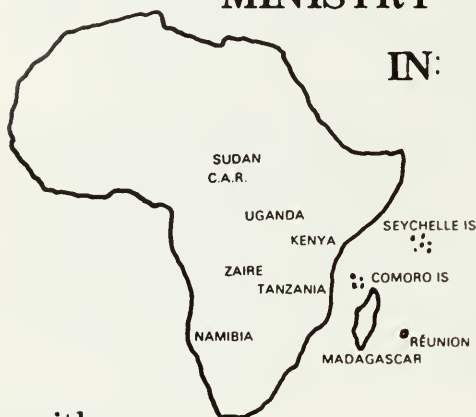 MINISTRY
IN:
SUDAN
C.A.R.
UGANDA
KENYA
SEYCHELLE IS
ZAIRE
TANZANIA
COMORO IS
NAMIBIA
RÉUNION
MADAGASCAR